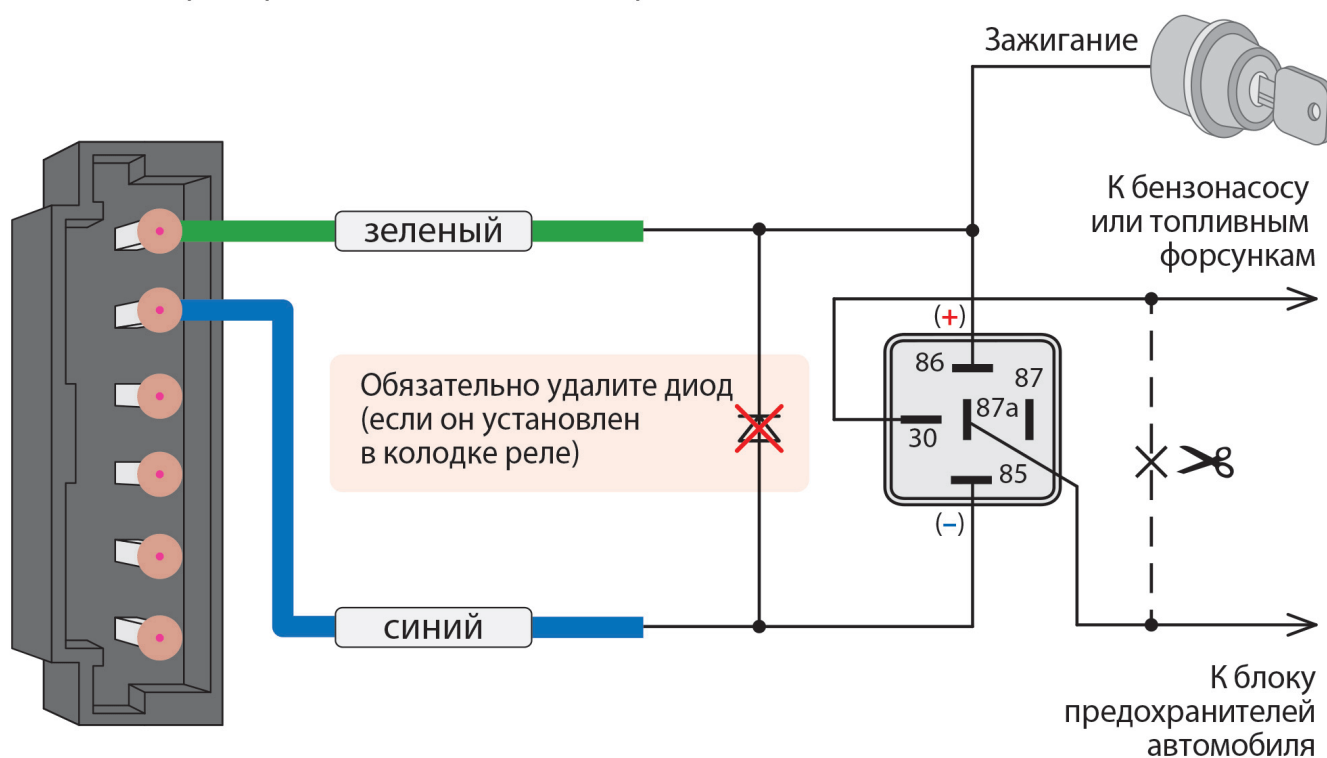 Зажигание
К бензонасосу
или топливным
форсункам
зеленый
(+)
86
87
87a
30
85
(–)
Обязательно удалите диод
(если он установлен
в колодке реле)
синий
К блоку
предохранителей
автомобиля